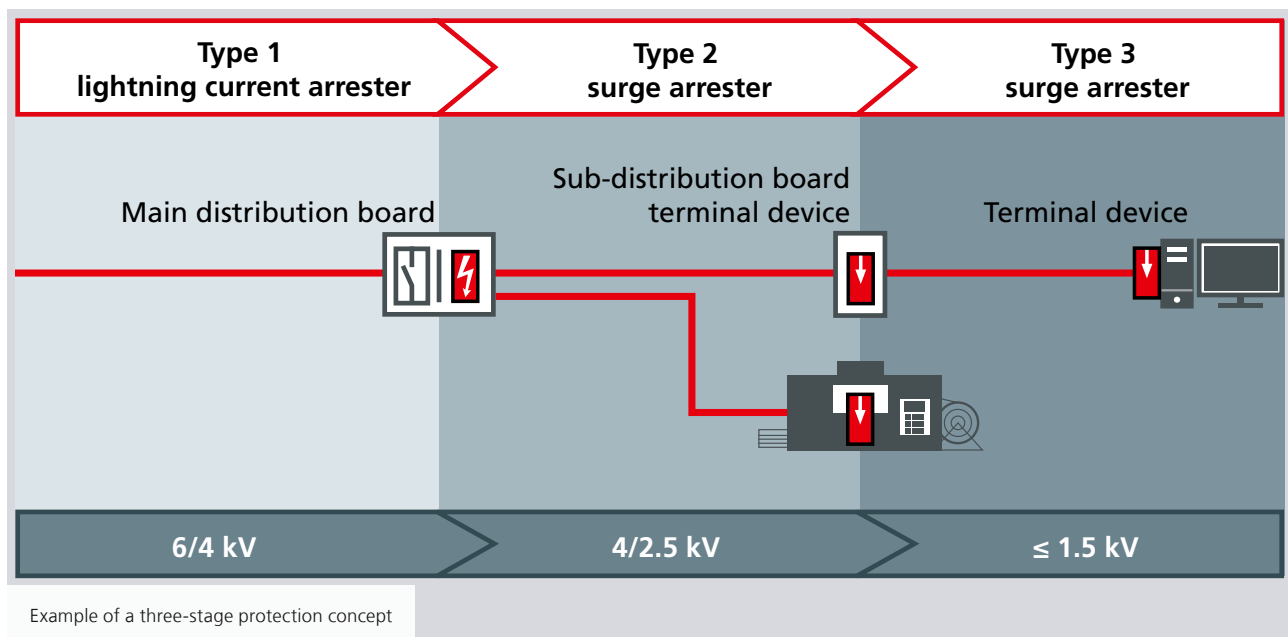 Type 1
lightning current arrester
Type 2
surge arrester
Type 3
surge arrester
Main distribution board
Sub-distribution board
terminal device
Terminal device
6/4 kV
4/2.5 kV
≤ 1.5 kV
Example of a three-stage protection concept